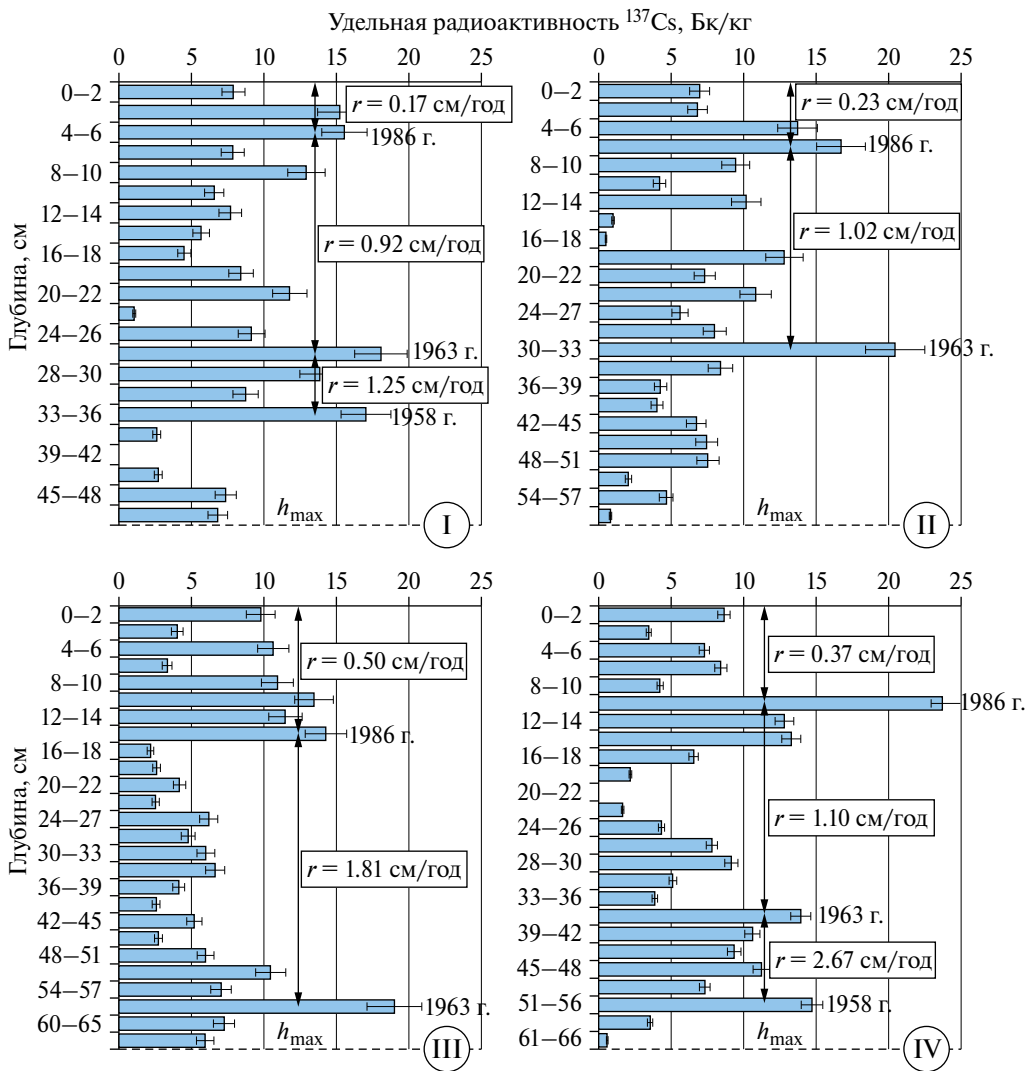 Удельная радиоактивность ¹³⁷Cs, Бк/кг
0 5 10 15 20 25
Глубина, см
0–2
r = 0.17 см/год
4–6
1986 г.
8–10
12–14
16–18
r = 0.92 см/год
20–22
24–26
1963 г.
28–30
r = 1.25 см/год
33–36
1958 г.
39–42
45–48
hmax
I
0 5 10 15 20 25
0–2
r = 0.23 см/год
4–6
1986 г.
8–10
12–14
r = 1.02 см/год
16–18
20–22
24–27
30–33
1963 г.
36–39
42–45
48–51
54–57
hmax
II
0 5 10 15 20 25
Глубина, см
0–2
4–6
r = 0.50 см/год
8–10
12–14
1986 г.
16–18
20–22
24–27
30–33
r = 1.81 см/год
36–39
42–45
48–51
54–57
1963 г.
60–65
hmax
III
0 5 10 15 20 25
0–2
4–6
r = 0.37 см/год
8–10
1986 г.
12–14
16–18
20–22
r = 1.10 см/год
24–26
28–30
33–36
1963 г.
39–42
r = 2.67 см/год
45–48
51–56
1958 г.
61–66
hmax
IV